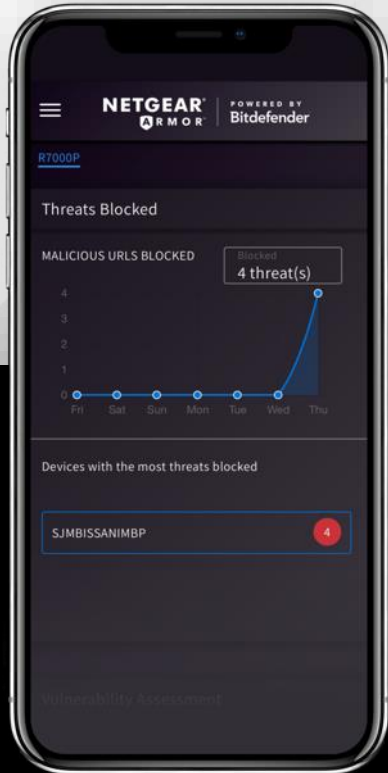 NETGEAR®
ARMOR™
POWERED BY
Bitdefender
R7000P
Threats Blocked
MALICIOUS URLS BLOCKED
Blocked
4 threat(s)
4
3
2
1
0
Fri Sat Sun Mon Tue Wed Thu
Devices with the most threats blocked
SJMBISSANIMBP 4
Vulnerability Assessment